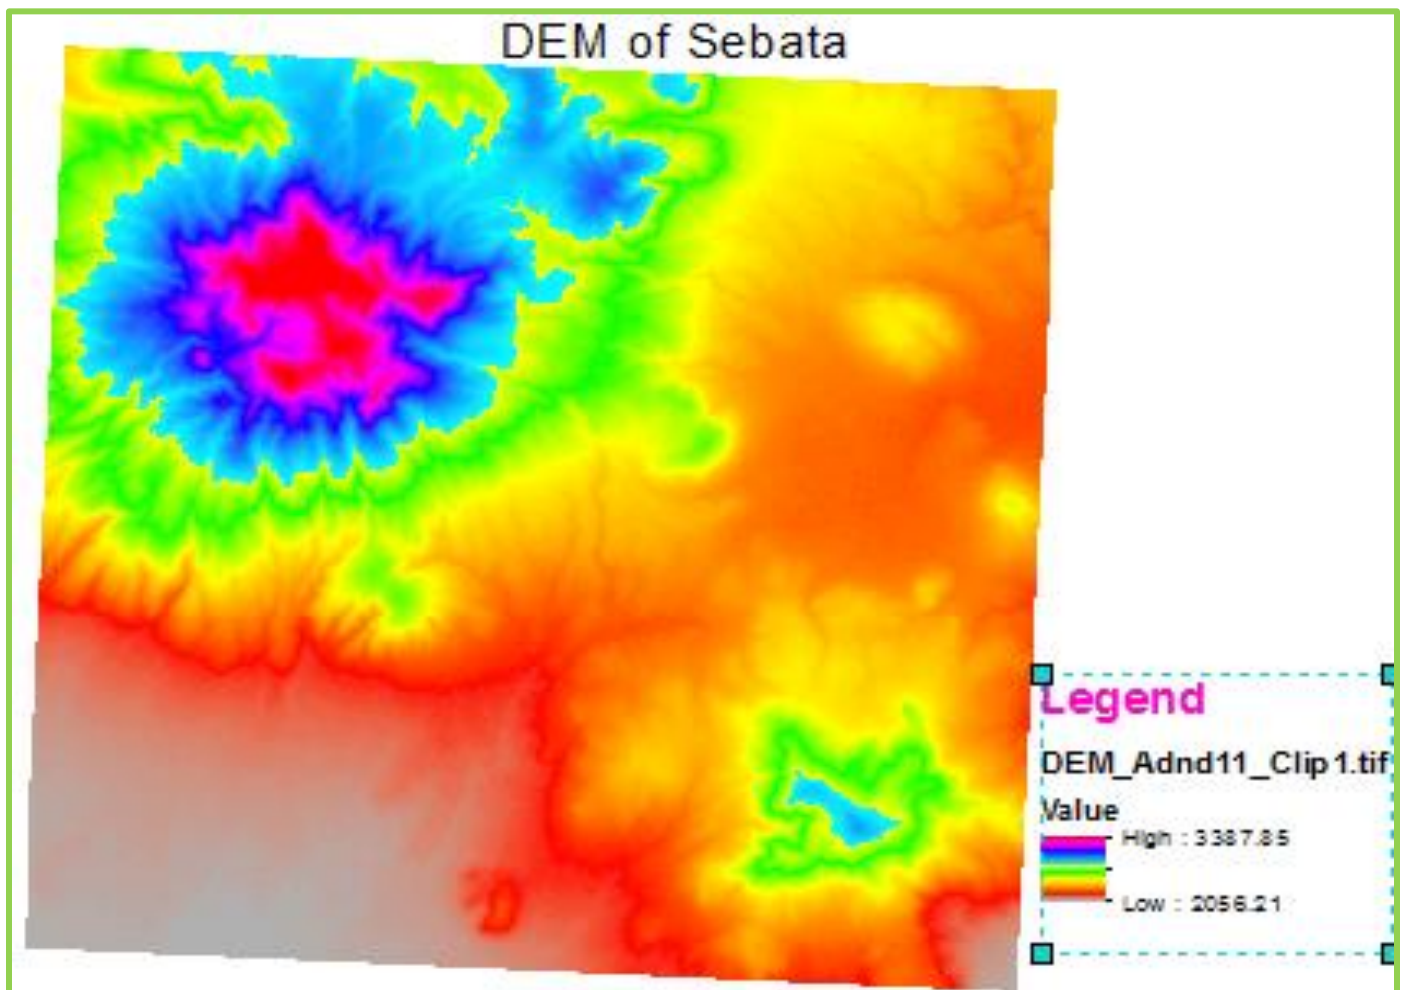 DEM of Sebata
Legend
DEM_Adnd11_Clip1.tif
Value
High : 3387.85
Low : 2056.21